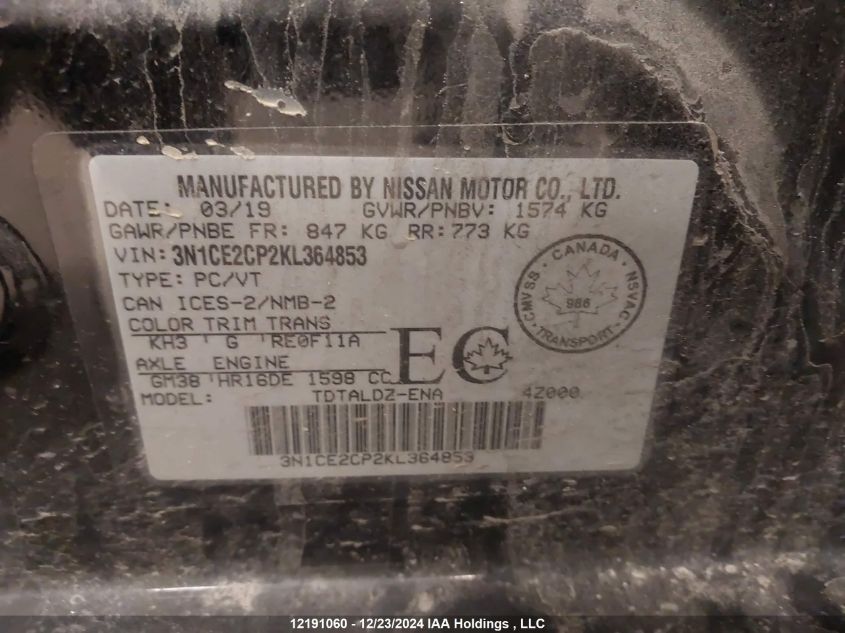 MANUFACTURED BY NISSAN MOTOR CO., LTD.
DATE: 03/19 GVWR/PNBV: 1574 KG
GAWR/PNBE FR: 847 KG RR: 773 KG
VIN: 3N1CE2CP2KL364853
TYPE: PC/VT
CAN ICES-2/NMB-2
COLOR TRIM TRANS
KH3 ' G 'RE0F11A
AXLE ENGINE
GM38 'HR16DE 1598 CC
EC
MODEL: TDTALDZ-ENA 4Z000
3N1CE2CP2KL364853
CANADA
CMVSS NSVAC
986
TRANSPORT
12191060 - 12/23/2024 IAA Holdings , LLC